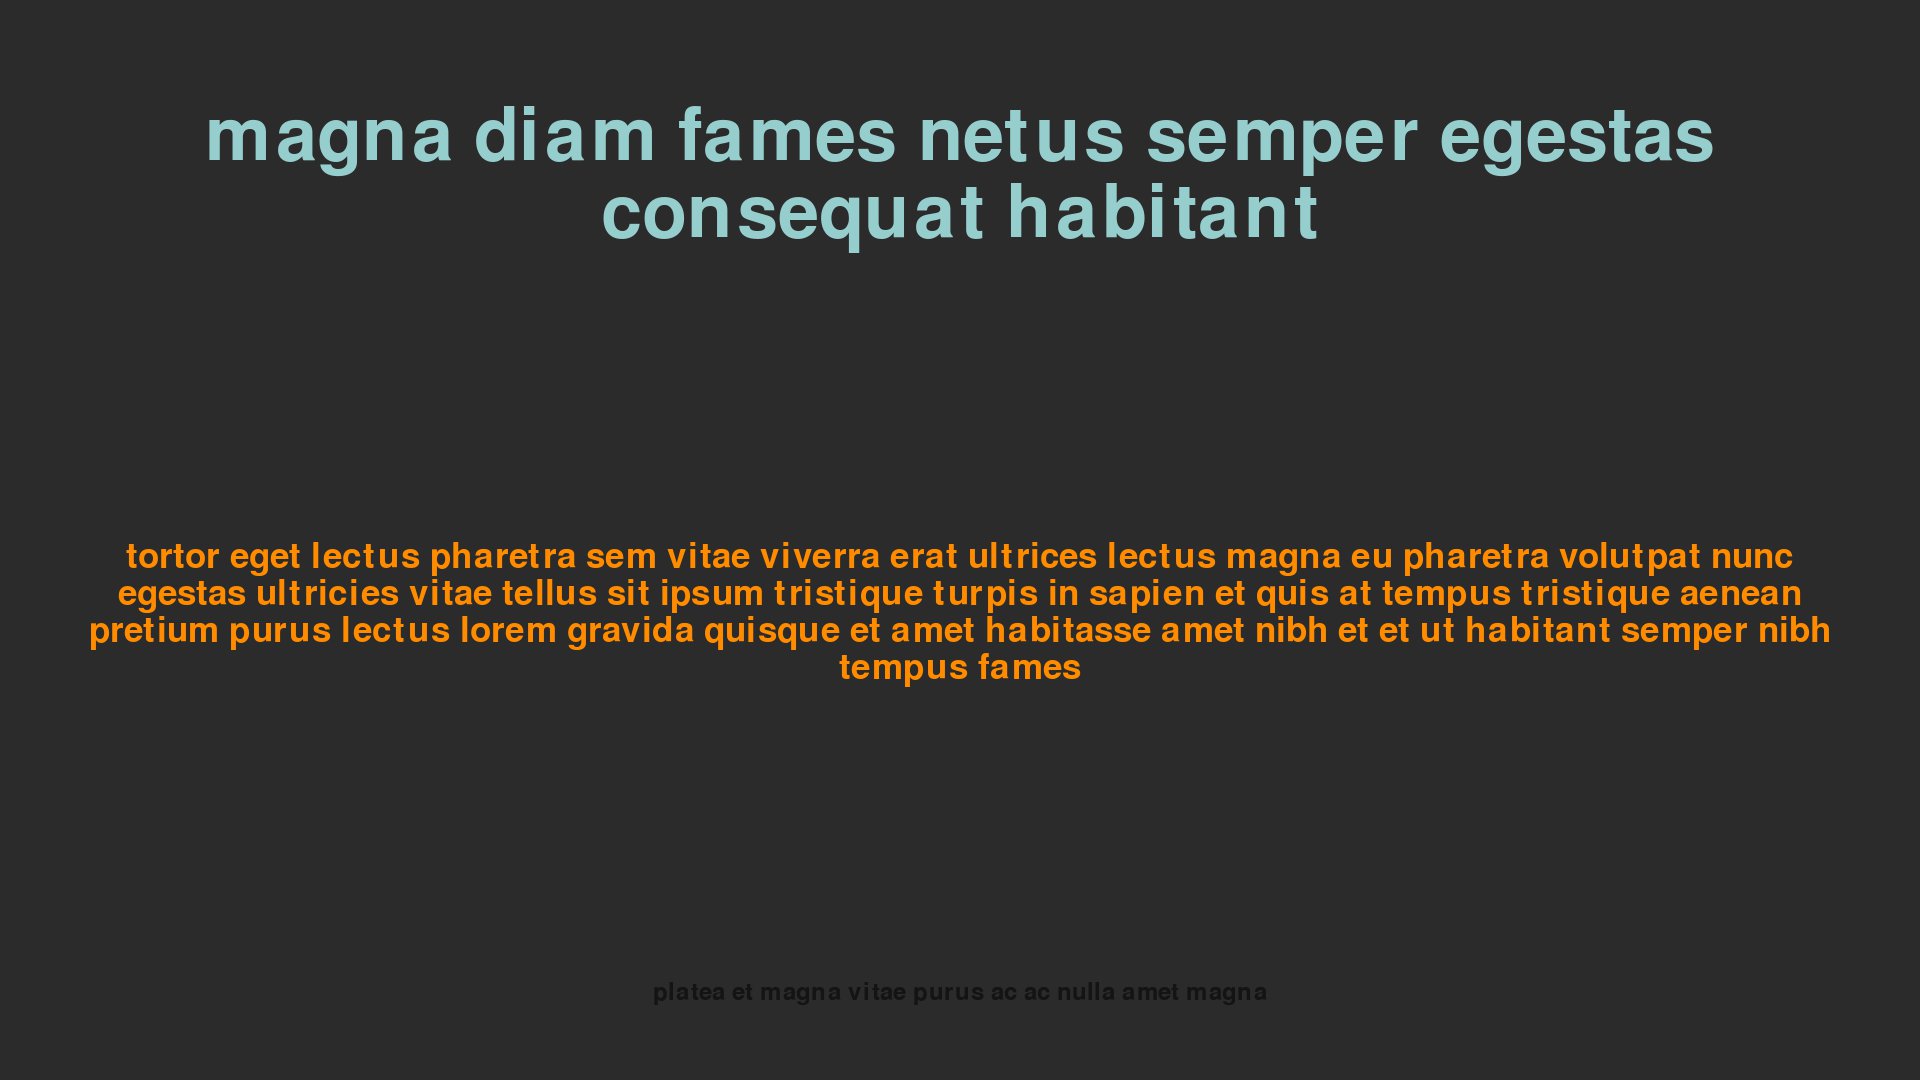 magna diam fames netus semper egestas
consequat habitant
tortor eget lectus pharetra sem vitae viverra erat ultrices lectus magna eu pharetra volutpat nunc
egestas ultricies vitae tellus sit ipsum tristique turpis in sapien et quis at tempus tristique aenean
pretium purus lectus lorem gravida quisque et amet habitasse amet nibh et et ut habitant semper nibh
tempus fames
platea et magna vitae purus ac ac nulla amet magna